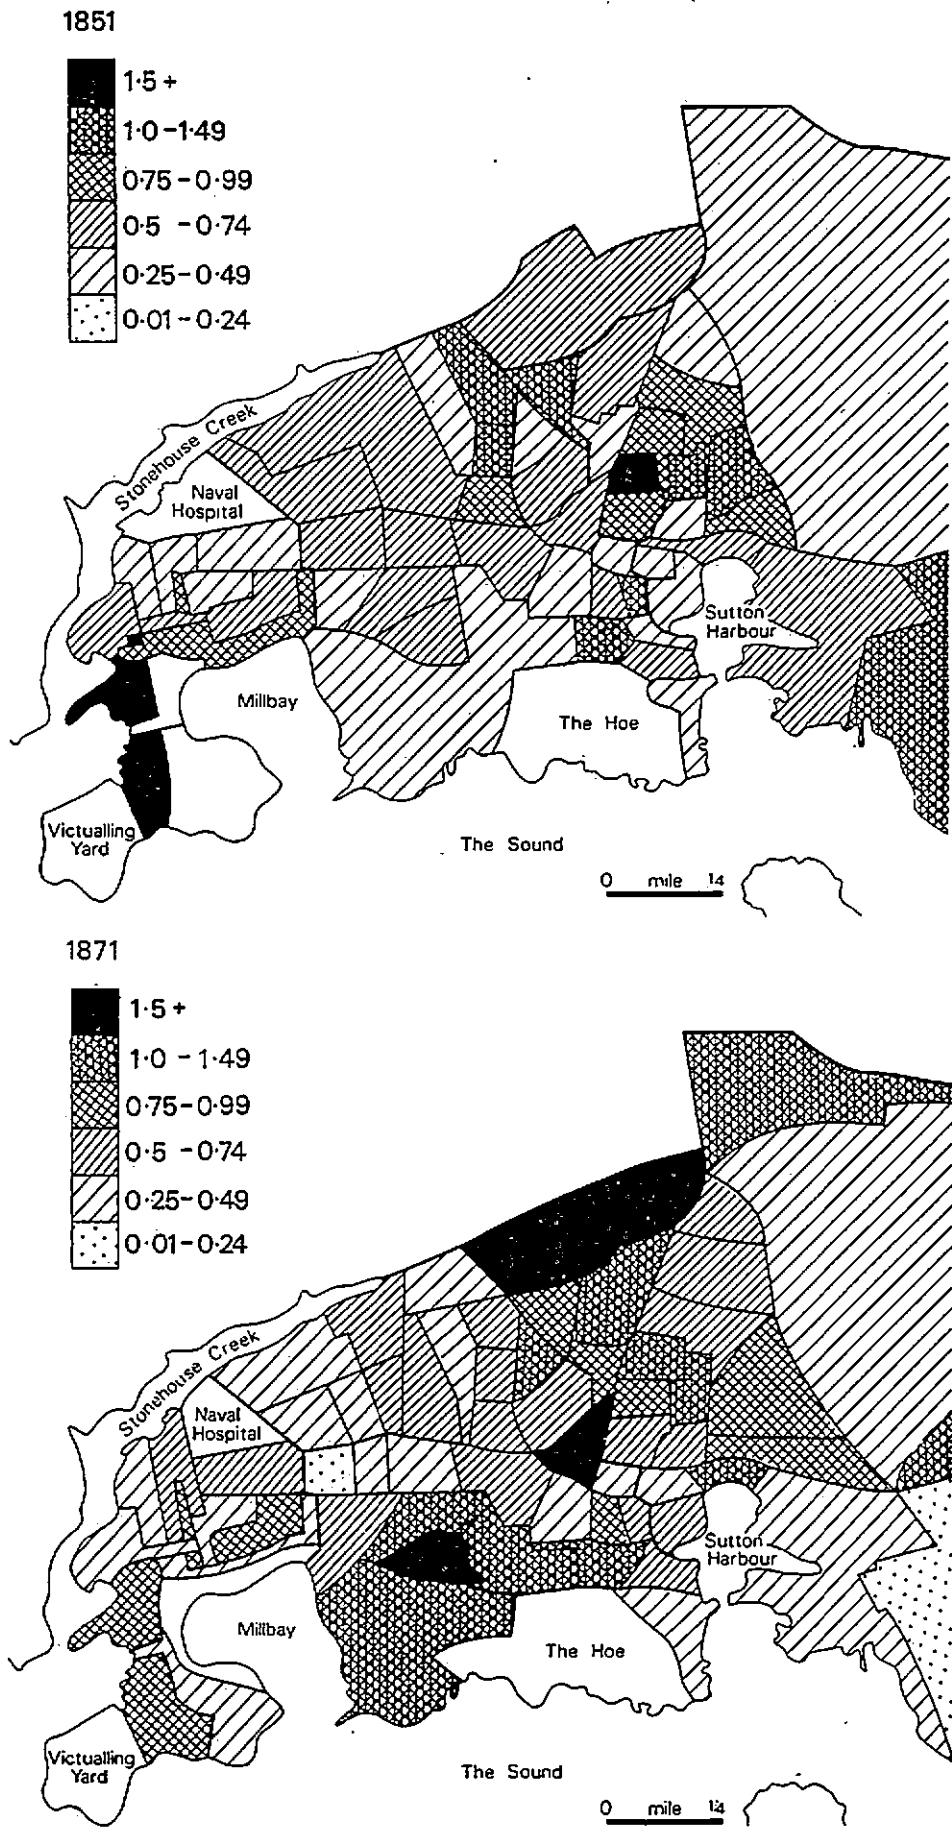 1851
1·5 +
1·0 -1·49
0·75 - 0·99
0·5 - 0·74
0·25 - 0·49
0·01 - 0·24
Stonehouse Creek
Naval
Hospital
Sutton
Harbour
Millbay
The Hoe
Victualling
Yard
The Sound
0 mile 1/4
1871
1·5 +
1·0 - 1·49
0·75 - 0·99
0·5 - 0·74
0·25 - 0·49
0·01 - 0·24
Stonehouse Creek
Naval
Hospital
Sutton
Harbour
Millbay
The Hoe
Victualling
Yard
The Sound
0 mile 1/4